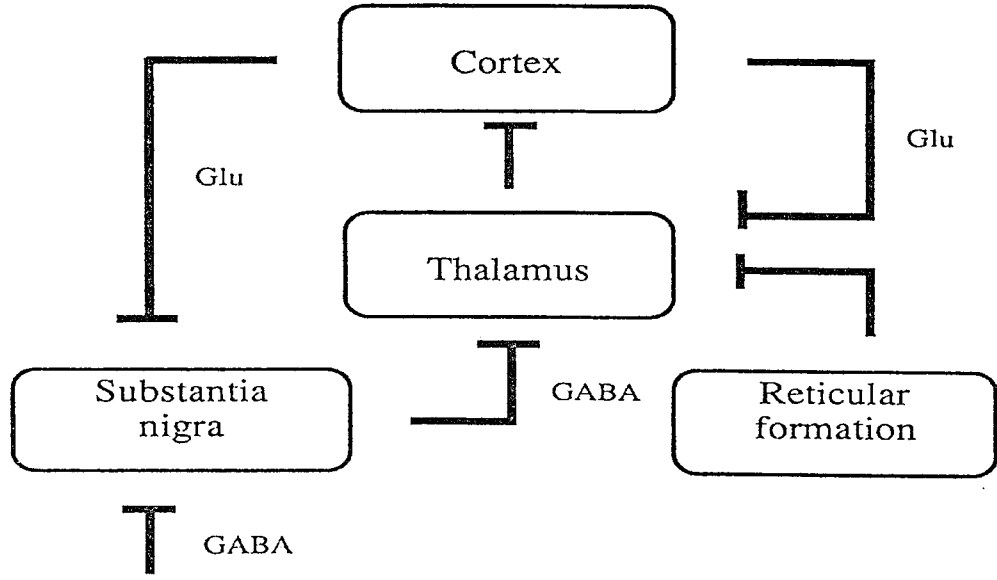 Cortex
Glu
Glu
Thalamus
Substantia
nigra
GABA
Reticular
formation
GABA